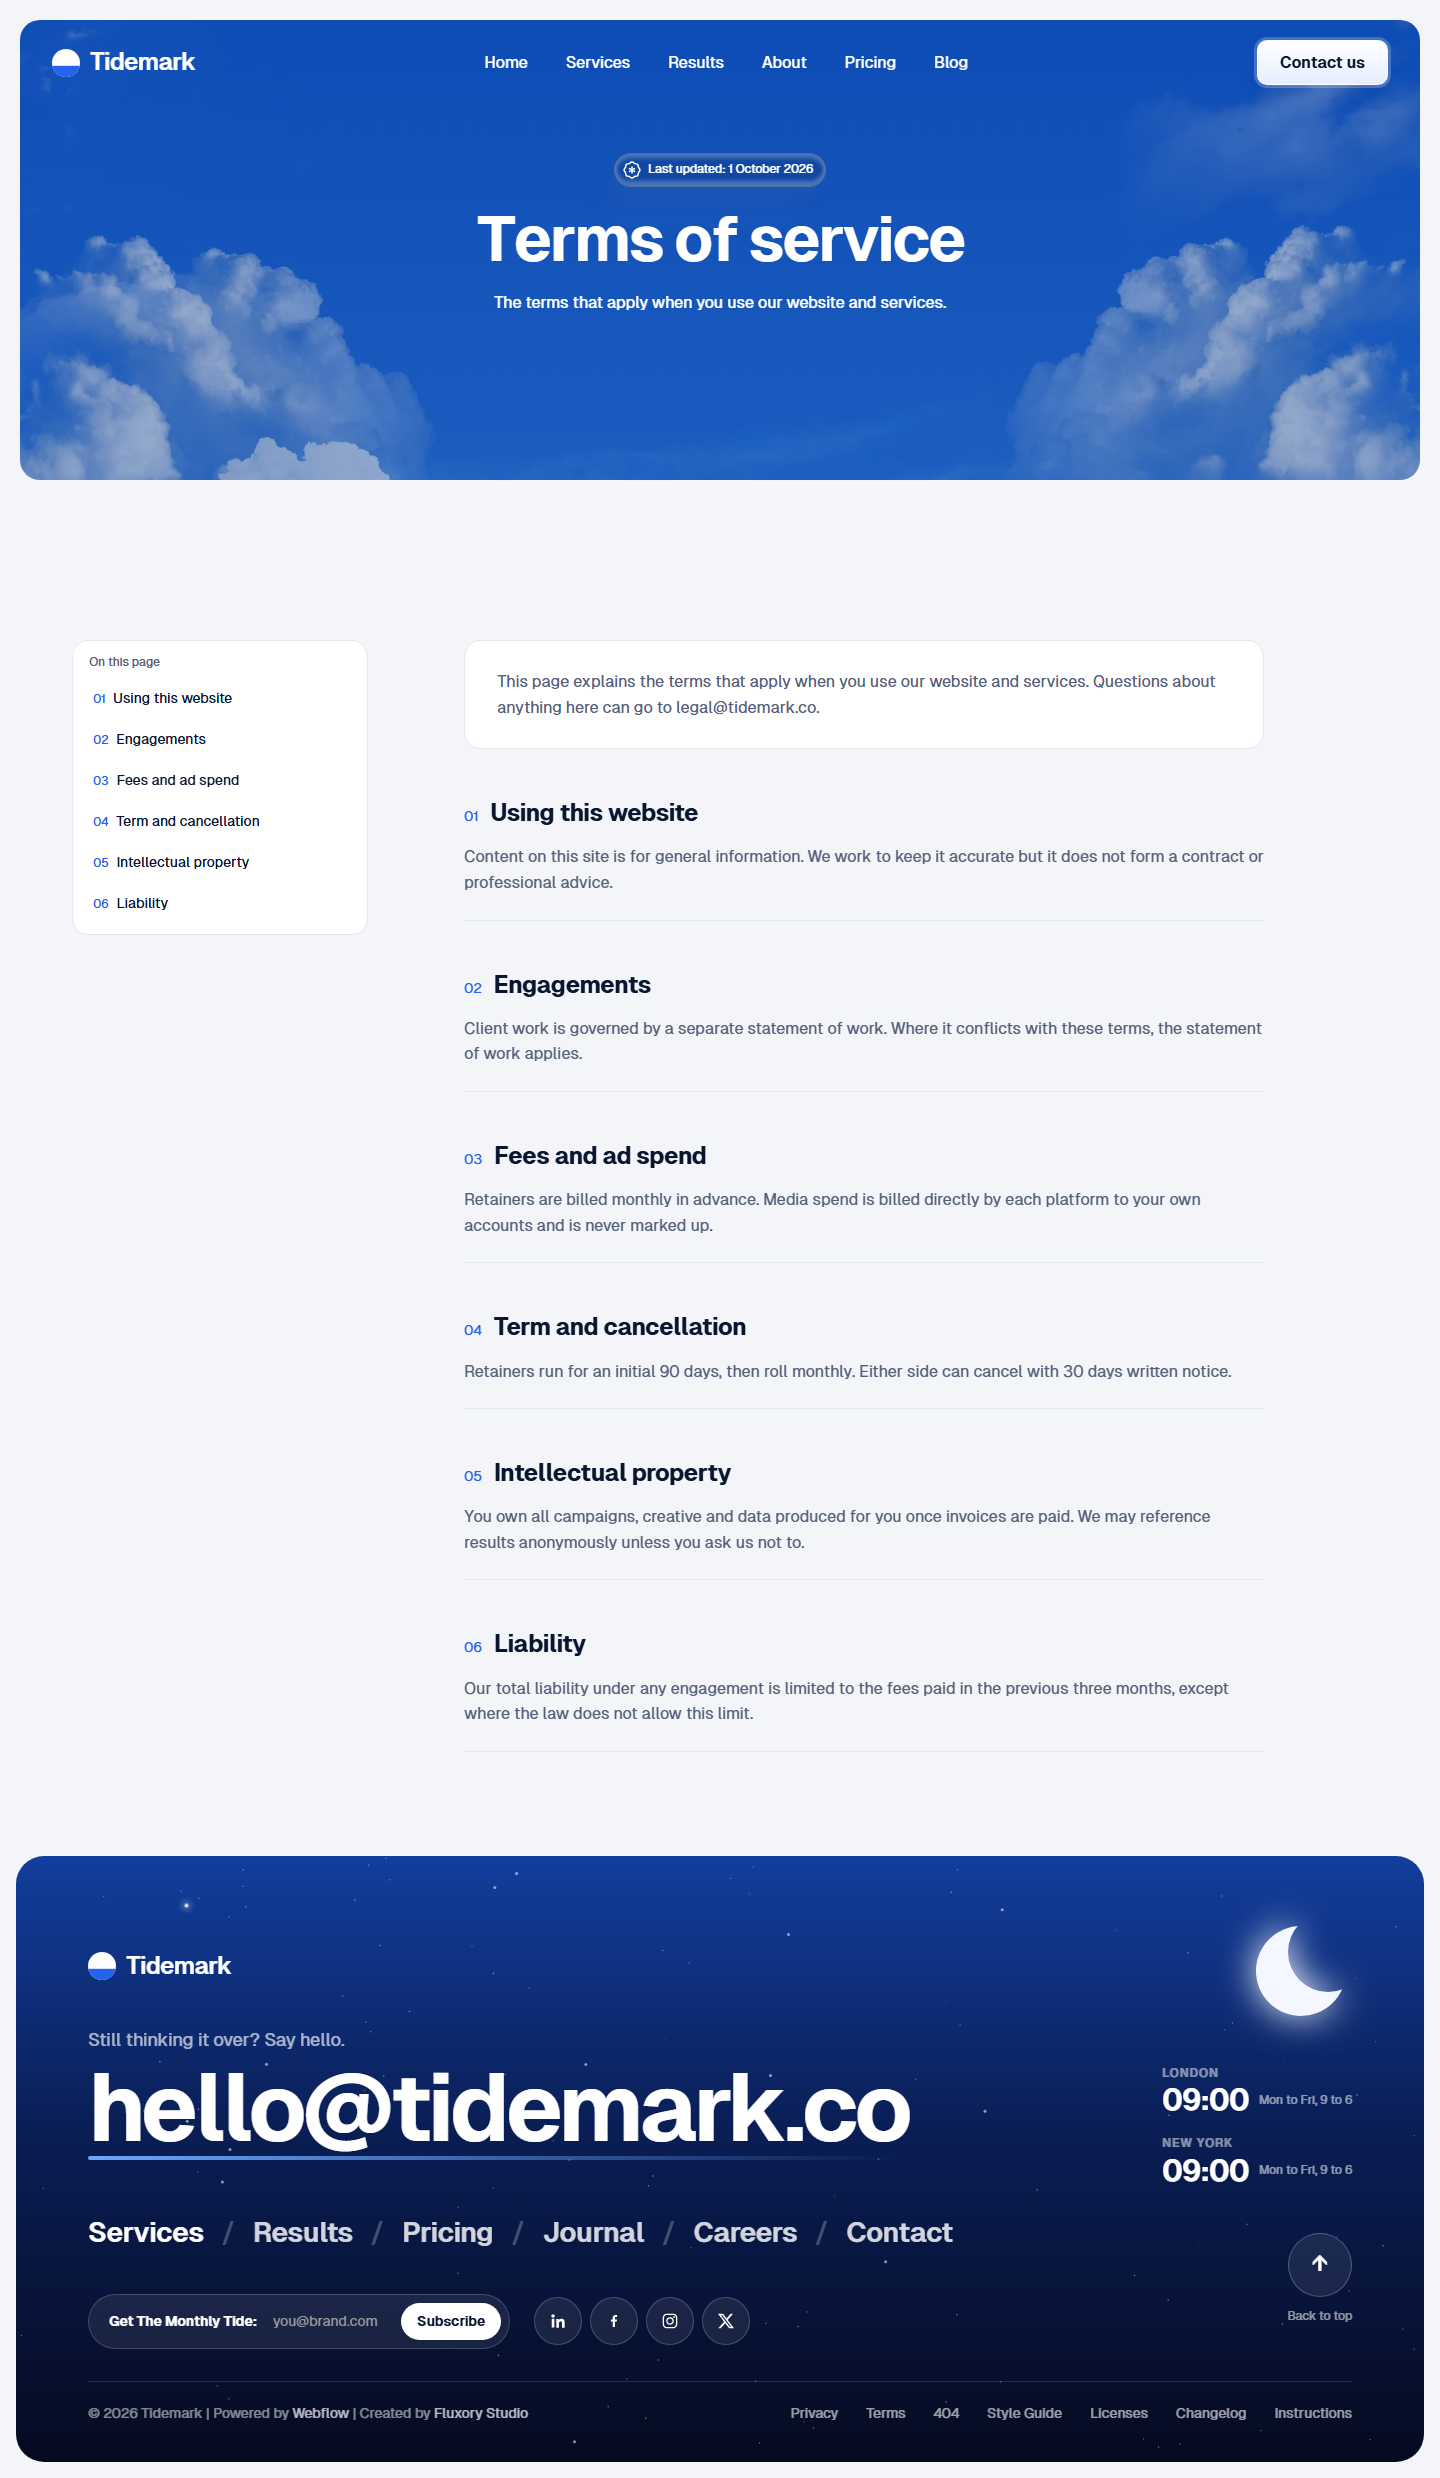 Tidemark
Home Services Results About Pricing Blog
Contact us
Last updated: 1 October 2026
Terms of service
The terms that apply when you use our website and services.
On this page
01 Using this website
02 Engagements
03 Fees and ad spend
04 Term and cancellation
05 Intellectual property
06 Liability
This page explains the terms that apply when you use our website and services. Questions about
anything here can go to legal@tidemark.co.
01 Using this website
Content on this site is for general information. We work to keep it accurate but it does not form a contract or
professional advice.
02 Engagements
Client work is governed by a separate statement of work. Where it conflicts with these terms, the statement
of work applies.
03 Fees and ad spend
Retainers are billed monthly in advance. Media spend is billed directly by each platform to your own
accounts and is never marked up.
04 Term and cancellation
Retainers run for an initial 90 days, then roll monthly. Either side can cancel with 30 days written notice.
05 Intellectual property
You own all campaigns, creative and data produced for you once invoices are paid. We may reference
results anonymously unless you ask us not to.
06 Liability
Our total liability under any engagement is limited to the fees paid in the previous three months, except
where the law does not allow this limit.
Tidemark
Still thinking it over? Say hello.
hello@tidemark.co
LONDON
09:00 Mon to Fri, 9 to 6
NEW YORK
09:00 Mon to Fri, 9 to 6
Services / Results / Pricing / Journal / Careers / Contact
Get The Monthly Tide: you@brand.com Subscribe
Back to top
© 2026 Tidemark | Powered by Webflow | Created by Fluxory Studio
Privacy Terms 404 Style Guide Licenses Changelog Instructions